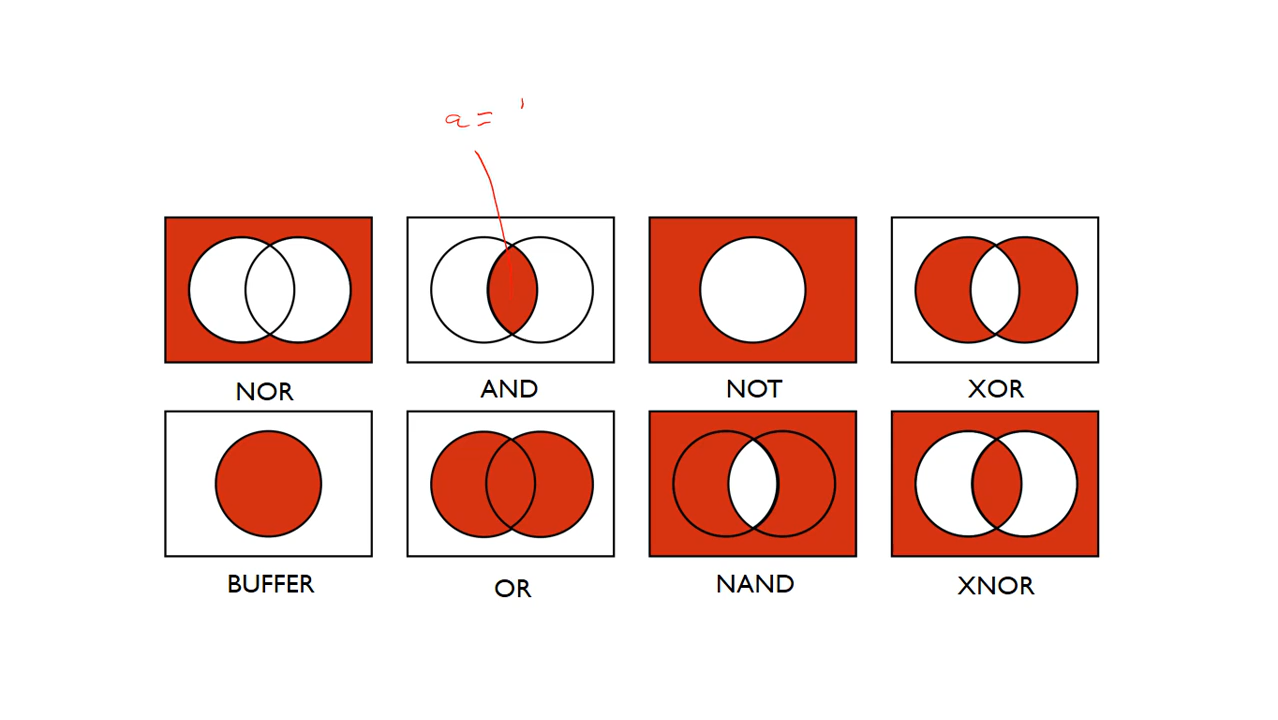 a = '
NOR
AND
NOT
XOR
BUFFER
OR
NAND
XNOR